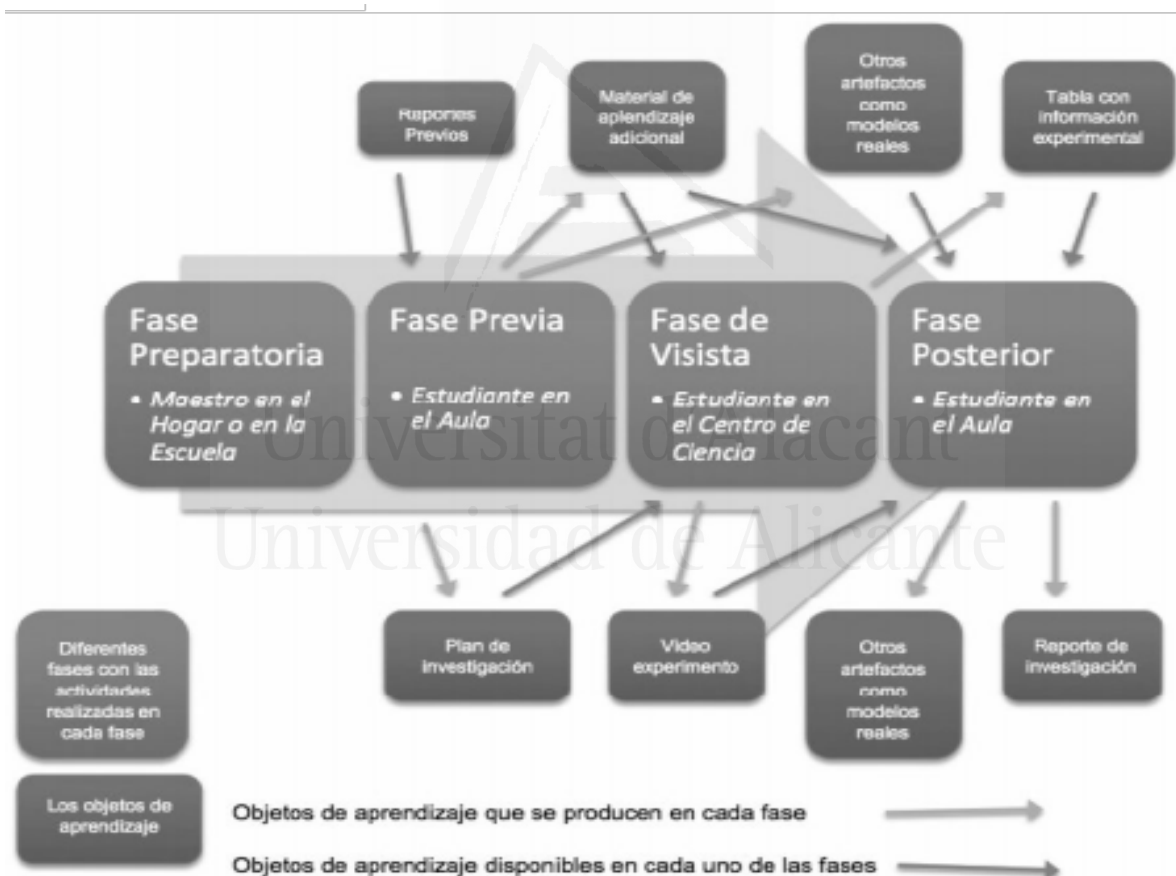 Reportes
Previos
Material de
aplendizaje
adicional
Otros
artefactos
como
modelos
reales
Tabla con
información
experimental
Fase
Preparatoria
• Maestro en el
Hogar o en la
Escuela
Fase Previa
• Estudiante en
el Aula
Fase de
Visista
• Estudiante en
el Centro de
Ciencia
Fase
Posterior
• Estudiante en
el Aula
Universitat d'Alacant
Universidad de Alicante
Plan de
investigación
Video
experimento
Otros
artefactos
como
modelos
reales
Reporte de
investigación
Diferentes
fases con las
actividades
realizadas en
cada fase
Los objetos de
aprendizaje
Objetos de aprendizaje que se producen en cada fase
Objetos de aprendizaje disponibles en cada uno de las fases